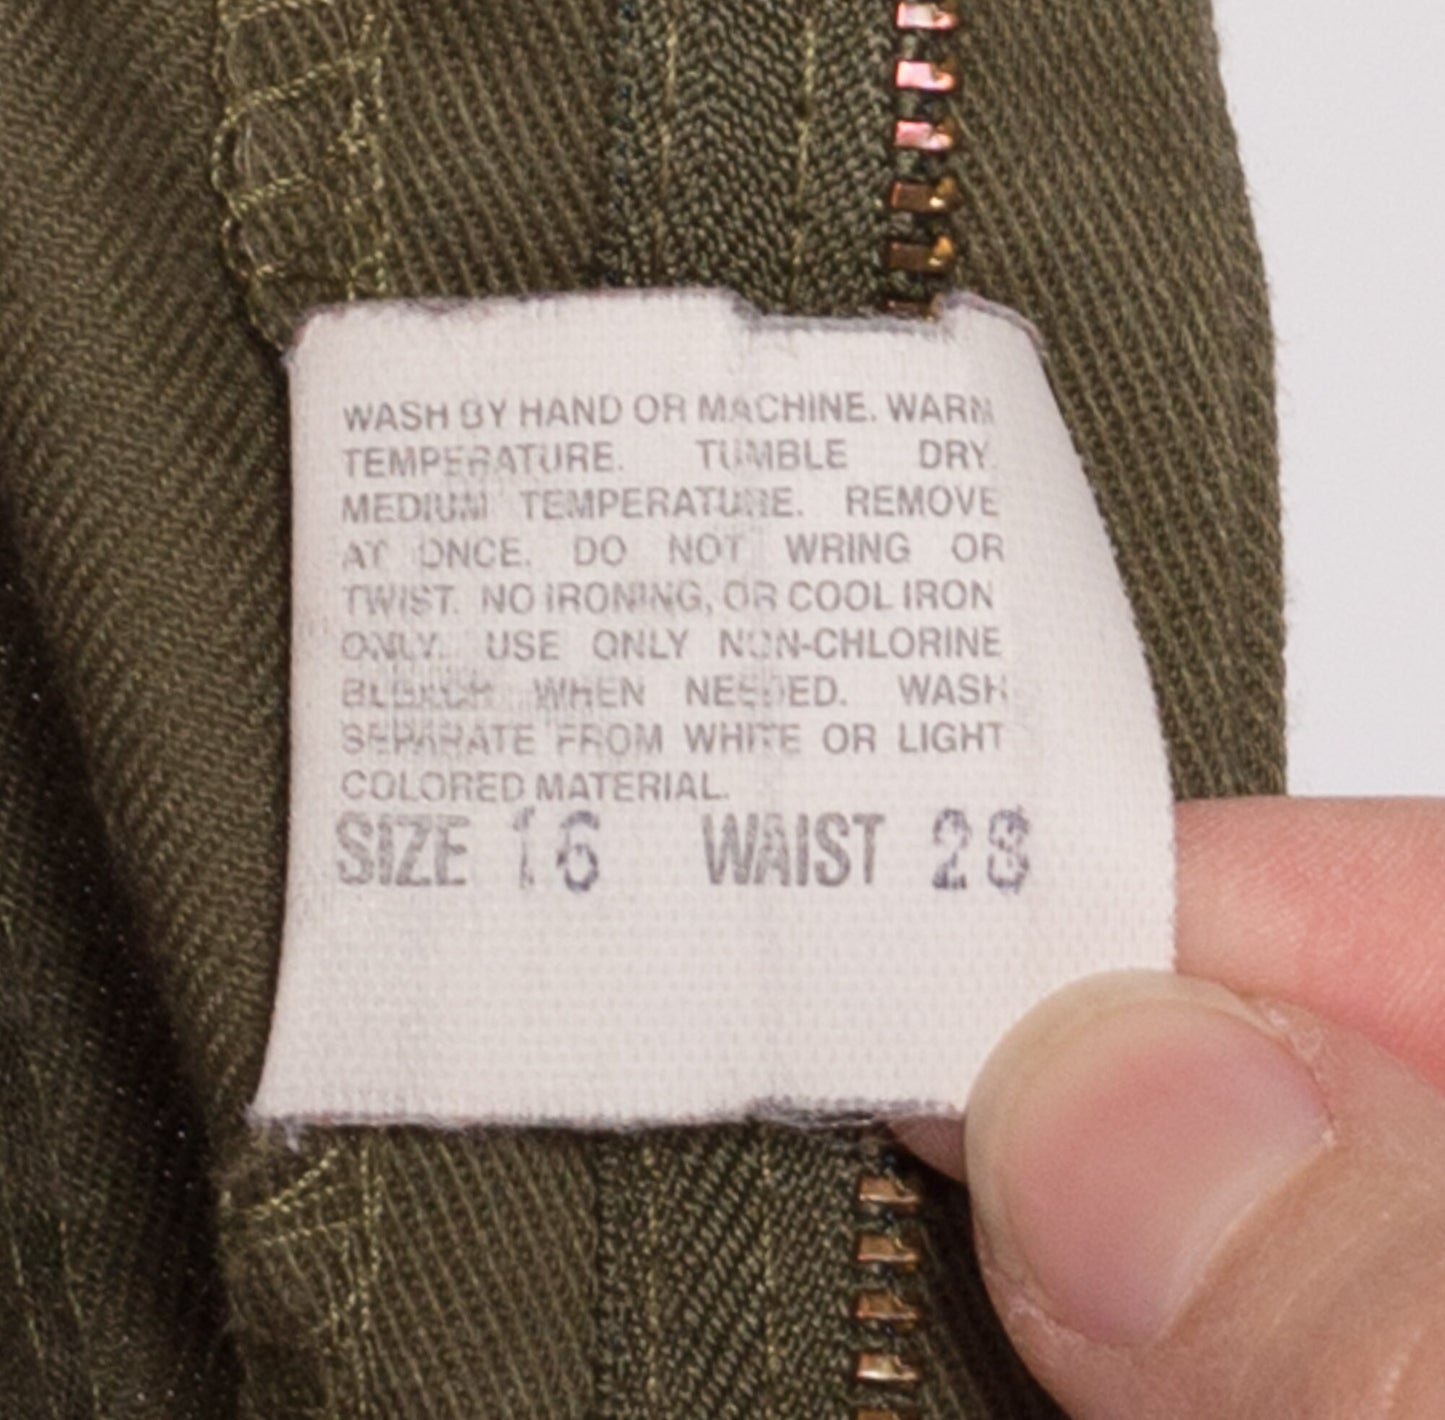 WASH BY HAND OR MACHINE. WARM
TEMPERATURE. TUMBLE DRY.
MEDIUM TEMPERATURE. REMOVE
AT ONCE. DO NOT WRING OR
TWIST. NO IRONING, OR COOL IRON
ONLY. USE ONLY NON-CHLORINE
BLEACH WHEN NEEDED. WASH
SEPARATE FROM WHITE OR LIGHT
COLORED MATERIAL.
SIZE 16 WAIST 28